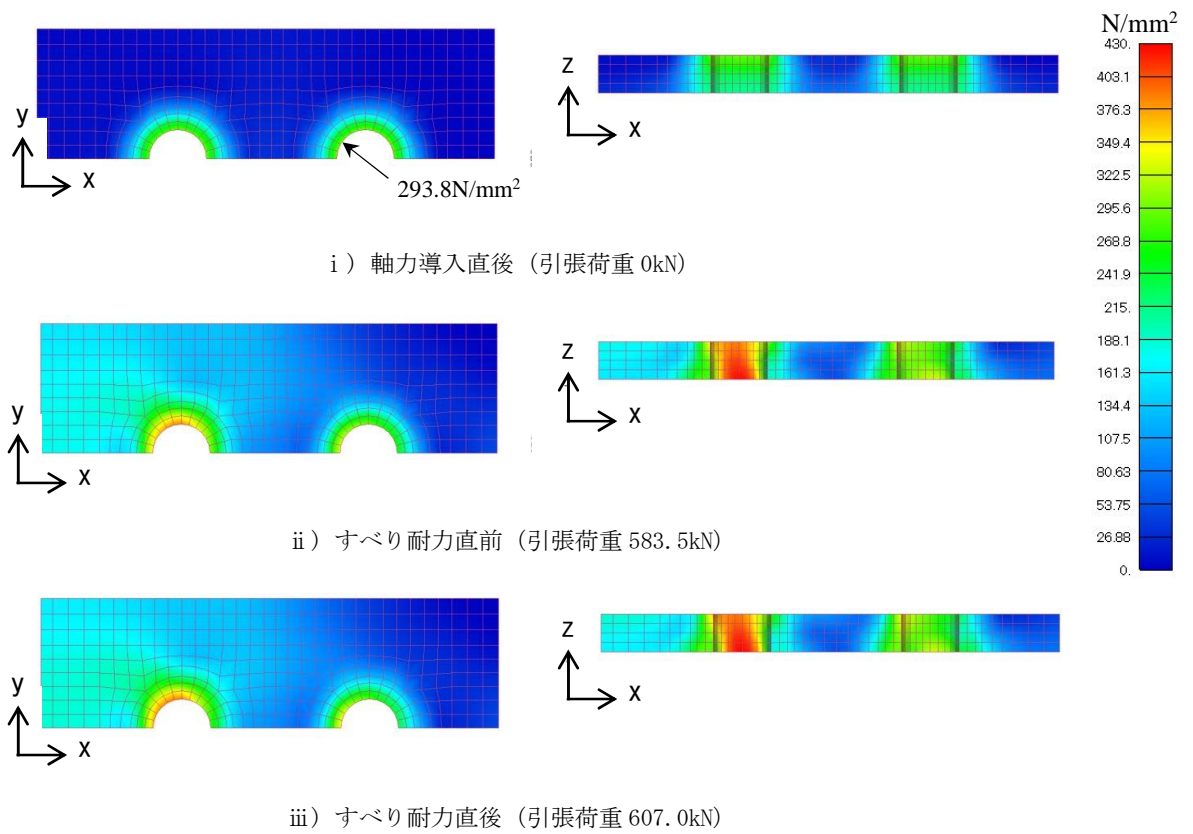 N/mm²
430.
403.1
376.3
349.4
322.5
295.6
268.8
241.9
215.
188.1
161.3
134.4
107.5
80.63
53.75
26.88
0.
y
x
z
x
293.8N/mm²
ⅰ) 軸力導入直後 (引張荷重 0kN)
y
x
z
x
ⅱ) すべり耐力直前 (引張荷重 583.5kN)
y
x
z
x
ⅲ) すべり耐力直後 (引張荷重 607.0kN)